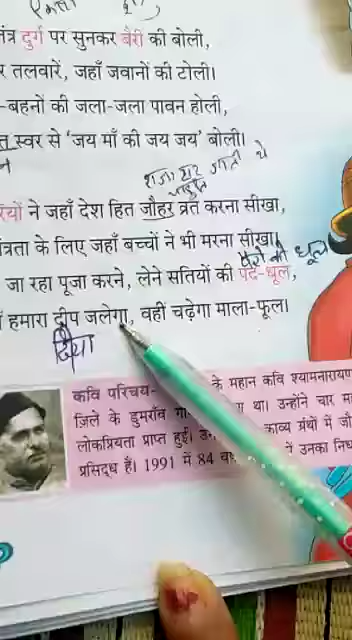 तंत्र दुर्ग पर सुनकर बैरी की बोली,
तलवारें, जहाँ जवानों की टोली।
-बहनों की जला-जला पावन होली,
स्वर से 'जय माँ की जय जय' बोली।
ने जहाँ देश हित जौहर व्रत करना सीखा,
के लिए जहाँ बच्चों ने भी मरना सीखा।
पैरों की धूल
जा रहा पूजा करने, लेने सतियों की पद-धूल,
हमारा दीप जलेगा, वहीं चढ़ेगा माला-फूल।
दिया
कवि परिचय- के महान कवि श्यामनारायण
ज़िले के डुमराँव था। उन्होंने चार
लोकप्रियता प्राप्त हुई। काव्य ग्रंथों में
प्रसिद्ध हैं। 1991 में 84 में उनका